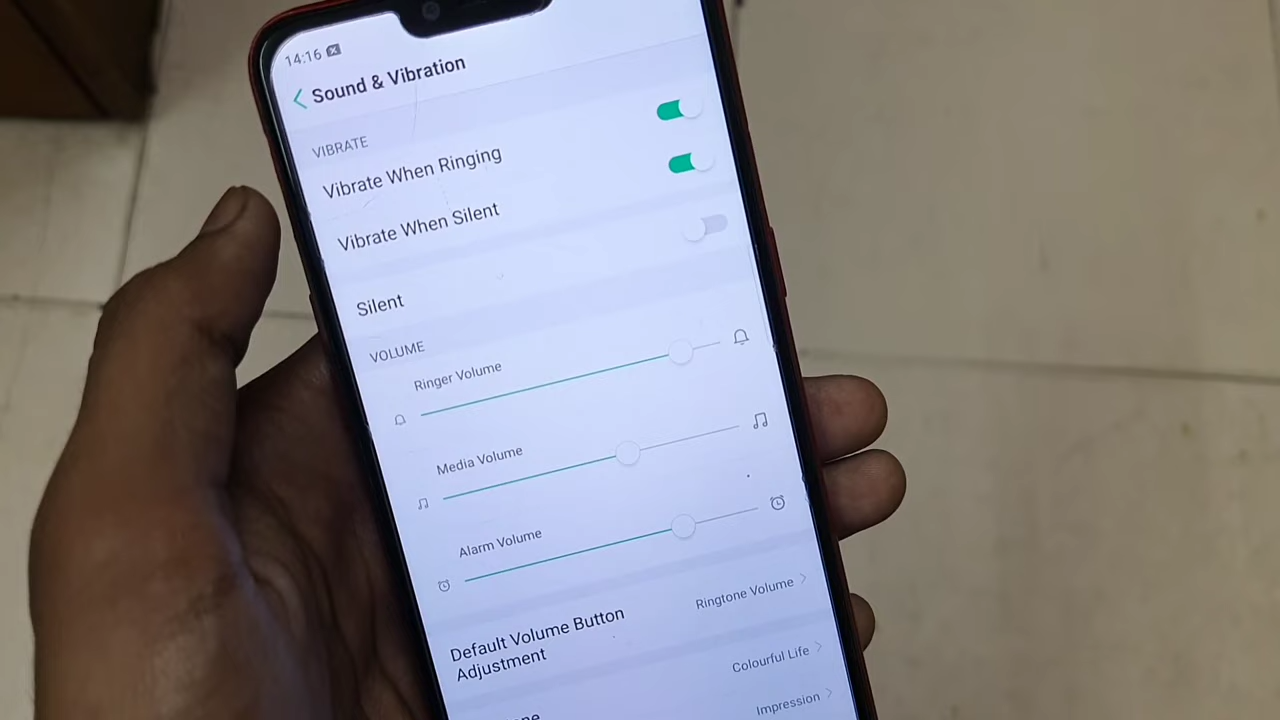 14:16
Sound & Vibration
VIBRATE
Vibrate When Ringing
Vibrate When Silent
Silent
VOLUME
Ringer Volume
Media Volume
Alarm Volume
Default Volume Button
Adjustment
Ringtone Volume
Colourful Life
Impression